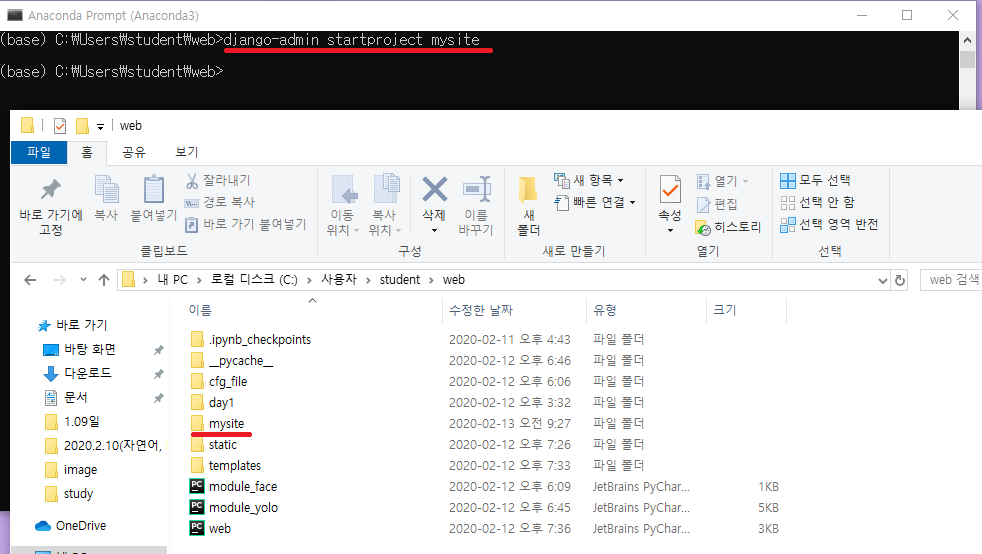 Anaconda Prompt (Anaconda3)
(base) C:\Users\student\web>django-admin startproject mysite
(base) C:\Users\student\web>
web
파일 홈 공유 보기
바로 가기에 고정 복사 붙여넣기 잘라내기 경로 복사 바로 가기 붙여넣기
이동 위치 복사 위치 삭제 이름 바꾸기
새 폴더 새 항목 빠른 연결
속성 열기 편집 히스토리
모두 선택 선택 안 함 선택 영역 반전
클립보드 구성 새로 만들기 열기 선택
내 PC 로컬 디스크 (C:) 사용자 student web web 검색
이름 수정한 날짜 유형 크기
바로 가기
바탕 화면
다운로드
문서
1.09일
2020.2.10(자연어,
image
study
OneDrive
.ipynb_checkpoints 2020-02-11 오후 4:43 파일 폴더
__pycache__ 2020-02-12 오후 6:46 파일 폴더
cfg_file 2020-02-12 오후 6:06 파일 폴더
day1 2020-02-12 오후 3:32 파일 폴더
mysite 2020-02-13 오전 9:27 파일 폴더
static 2020-02-12 오후 7:26 파일 폴더
templates 2020-02-12 오후 7:33 파일 폴더
module_face 2020-02-12 오후 6:09 JetBrains PyChar... 1KB
module_yolo 2020-02-12 오후 6:45 JetBrains PyChar... 5KB
web 2020-02-12 오후 7:36 JetBrains PyChar... 3KB